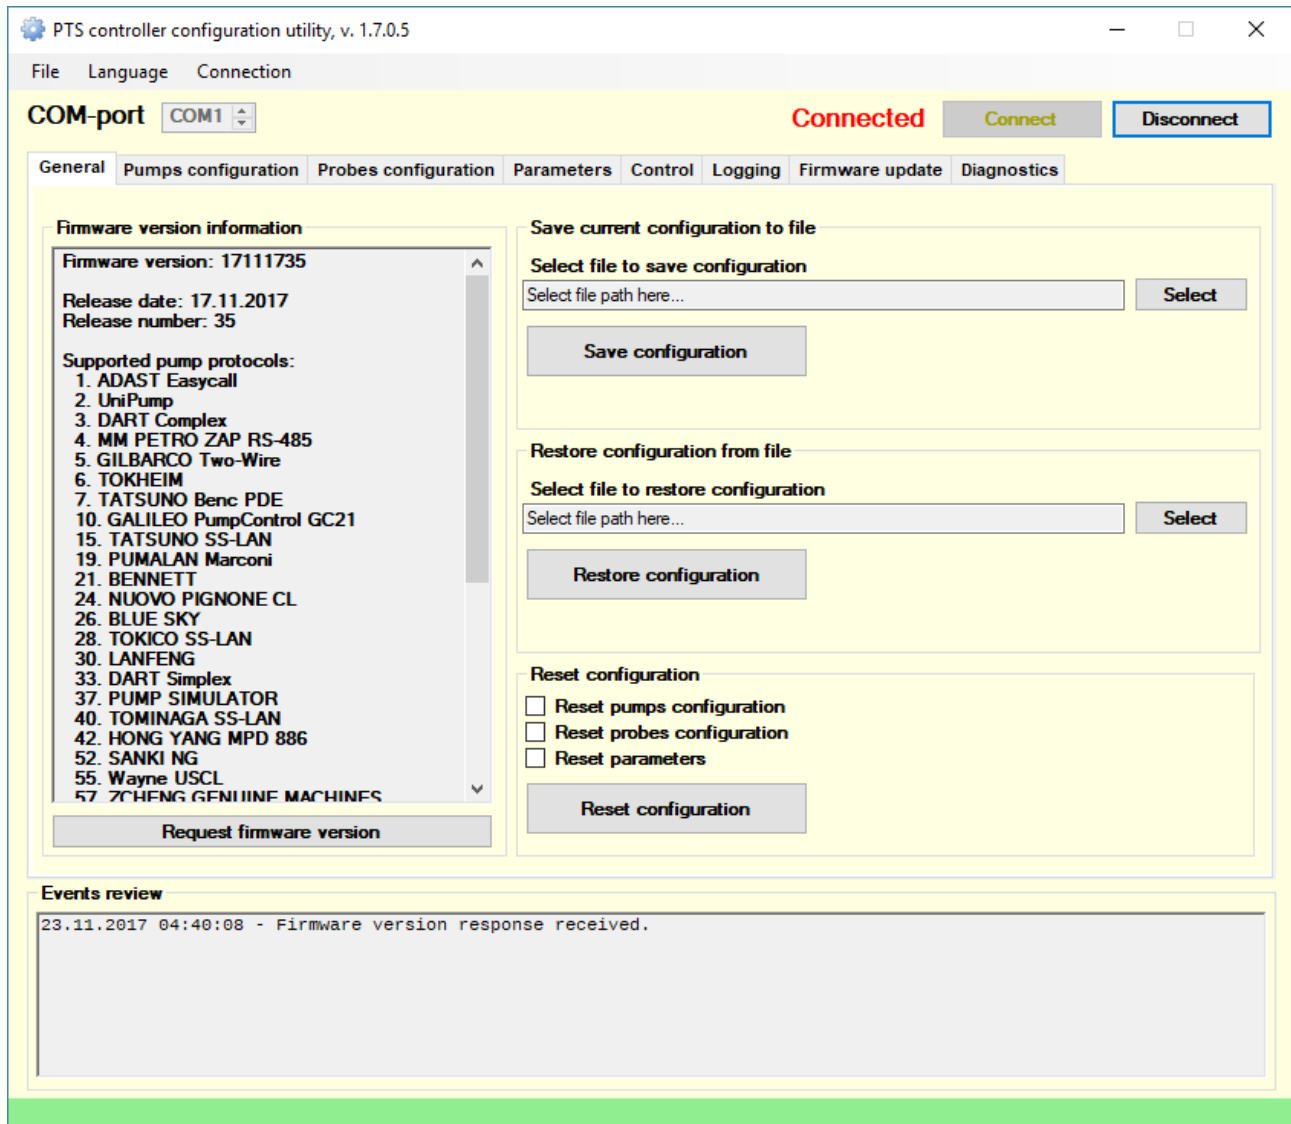 PTS controller configuration utility, v. 1.7.0.5
File Language Connection
COM-port COM1 Connected Connect Disconnect
General Pumps configuration Probes configuration Parameters Control Logging Firmware update Diagnostics
Firmware version information
Firmware version: 17111735
Release date: 17.11.2017
Release number: 35
Supported pump protocols:
1. ADAST Easycall
2. UniPump
3. DART Complex
4. MM PETRO ZAP RS-485
5. GILBARCO Two-Wire
6. TOKHEIM
7. TATSUNO Benc PDE
10. GALILEO PumpControl GC21
15. TATSUNO SS-LAN
19. PUMALAN Marconi
21. BENNETT
24. NUOVO PIGNONE CL
26. BLUE SKY
28. TOKICO SS-LAN
30. LANFENG
33. DART Simplex
37. PUMP SIMULATOR
40. TOMINAGA SS-LAN
42. HONG YANG MPD 886
52. SANKI NG
55. Wayne USCL
57. ZCHENG GENUINE MACHINES
Request firmware version
Save current configuration to file
Select file to save configuration
Select file path here... Select
Save configuration
Restore configuration from file
Select file to restore configuration
Select file path here... Select
Restore configuration
Reset configuration
Reset pumps configuration
Reset probes configuration
Reset parameters
Reset configuration
Events review
23.11.2017 04:40:08 - Firmware version response received.